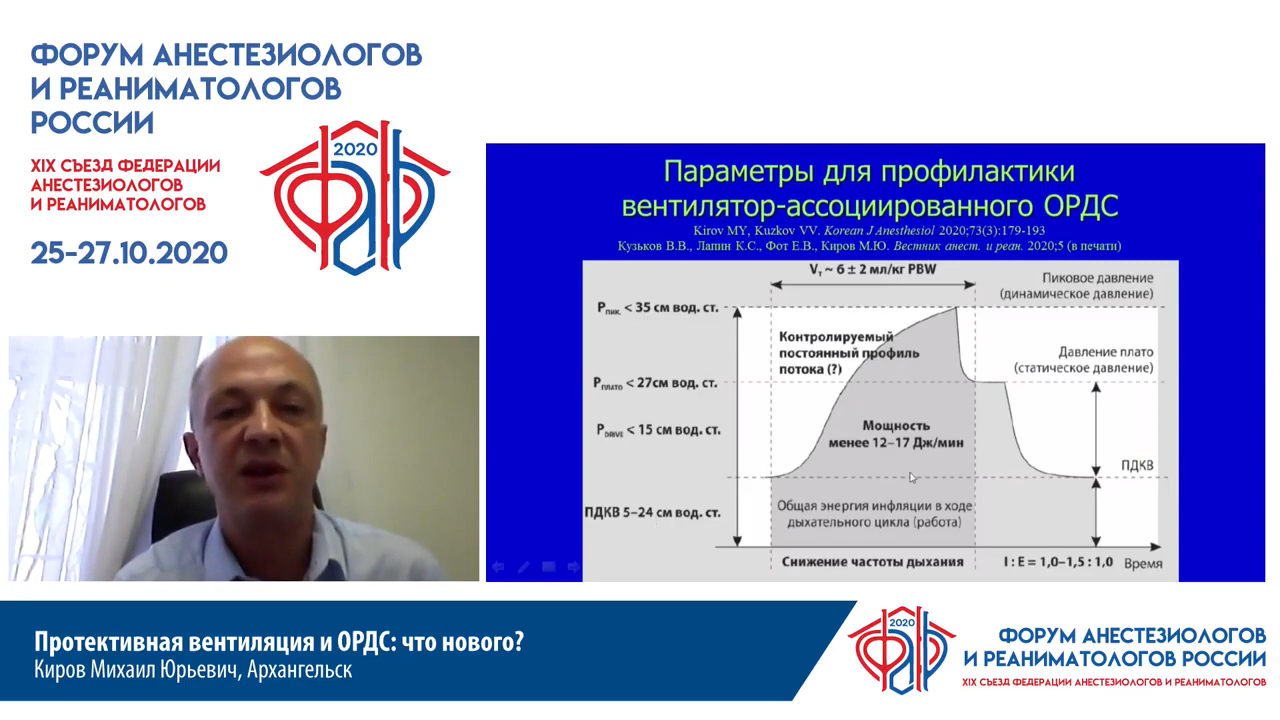 ФОРУМ АНЕСТЕЗИОЛОГОВ
И РЕАНИМАТОЛОГОВ
РОССИИ
XIX СЪЕЗД ФЕДЕРАЦИИ
АНЕСТЕЗИОЛОГОВ
И РЕАНИМАТОЛОГОВ
25-27.10.2020
2020
ФАР
Параметры для профилактики
вентилятор-ассоциированного ОРДС
Kirov MY, Kuzkov VV. Korean J Anesthesiol 2020;73(3):179-193
Кузьков В.В., Лапин К.С., Фот Е.В., Киров М.Ю. Вестник анест. и реан. 2020;5 (в печати)
VT ~ 6 ± 2 мл/кг PBW
Пиковое давление
(динамическое давление)
Pпик. < 35 см вод. ст.
Контролируемый
постоянный профиль
потока (?)
Давление плато
(статическое давление)
Pплато < 27см вод. ст.
Pdrive < 15 см вод. ст.
Мощность
менее 12–17 Дж/мин
ПДКВ
ПДКВ 5–24 см вод. ст.
Общая энергия инфляции в ходе
дыхательного цикла (работа)
Снижение частоты дыхания
I : E = 1,0–1,5 : 1,0
Время
Протективная вентиляция и ОРДС: что нового?
Киров Михаил Юрьевич, Архангельск
2020
ФАР
ФОРУМ АНЕСТЕЗИОЛОГОВ
И РЕАНИМАТОЛОГОВ РОССИИ
XIX СЪЕЗД ФЕДЕРАЦИИ АНЕСТЕЗИОЛОГОВ И РЕАНИМАТОЛОГОВ